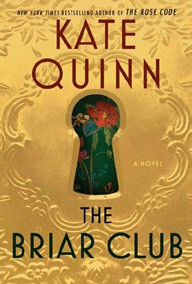 NEW YORK TIMES BESTSELLING AUTHOR OF THE ROSE CODE
KATE
QUINN
A NOVEL
THE
BRIAR CLUB